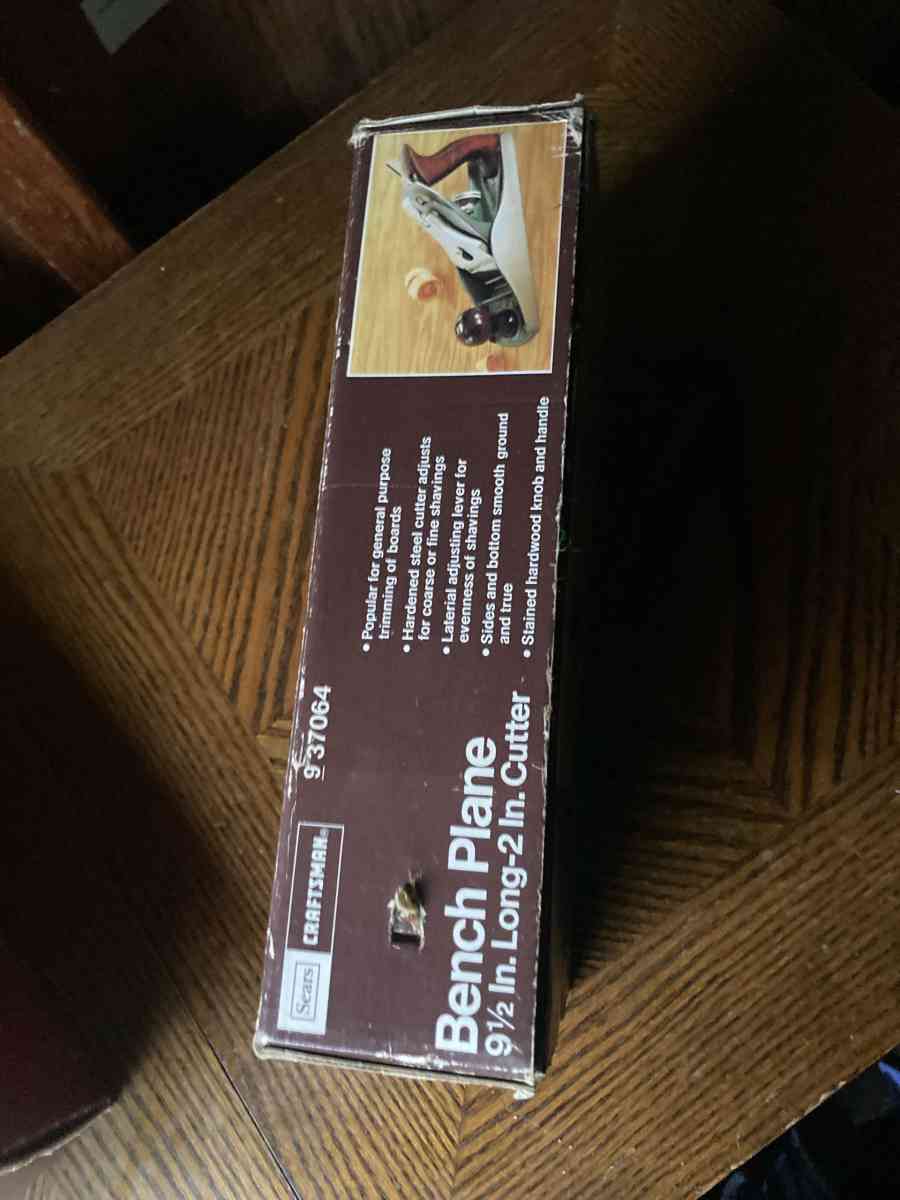 Sears
CRAFTSMAN®
9 37064
Bench Plane
9½ In. Long-2 In. Cutter
• Popular for general purpose
trimming of boards
• Hardened steel cutter adjusts
for coarse or fine shavings
• Laterial adjusting lever for
evenness of shavings
• Sides and bottom smooth ground
and true
• Stained hardwood knob and handle